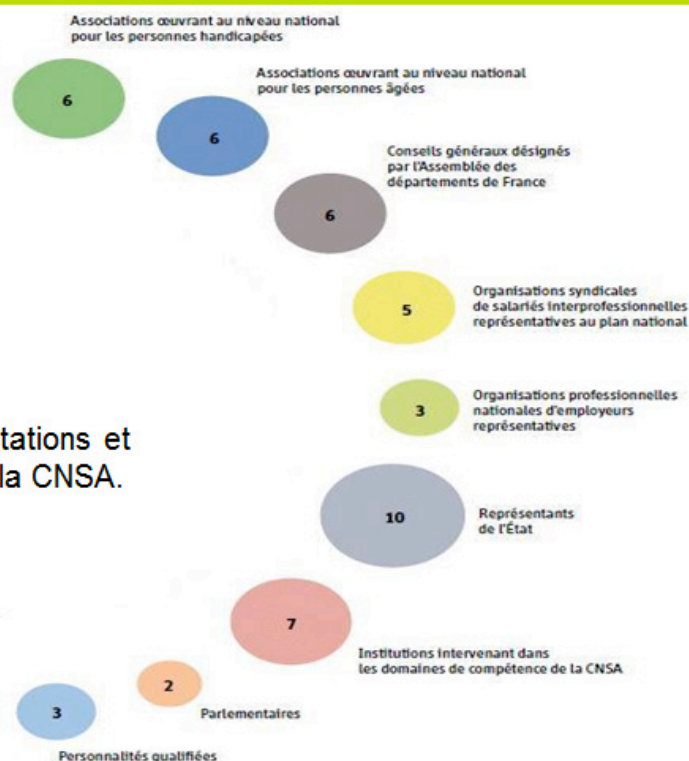 Associations œuvrant au niveau national
pour les personnes handicapées
6
Associations œuvrant au niveau national
pour les personnes âgées
6
Conseils généraux désignés
par l'Assemblée des
départements de France
6
Organisations syndicales
de salariés interprofessionnelles
représentatives au plan national
5
Organisations professionnelles
nationales d'employeurs
représentatives
3
tations et
la CNSA.
Représentants
de l'État
10
7
Institutions intervenant dans
les domaines de compétence de la CNSA
2
Parlementaires
3
Personnalités qualifiées